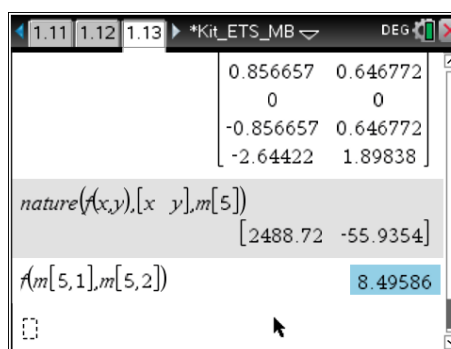 1.11 1.12 1.13 *Kit_ETS_MB DEG
0.856657 0.646772
0 0
-0.856657 0.646772
-2.64422 1.89838
nature(f(x,y),[x y],m[5])
[2488.72 -55.9354]
f(m[5,1],m[5,2])
8.49586